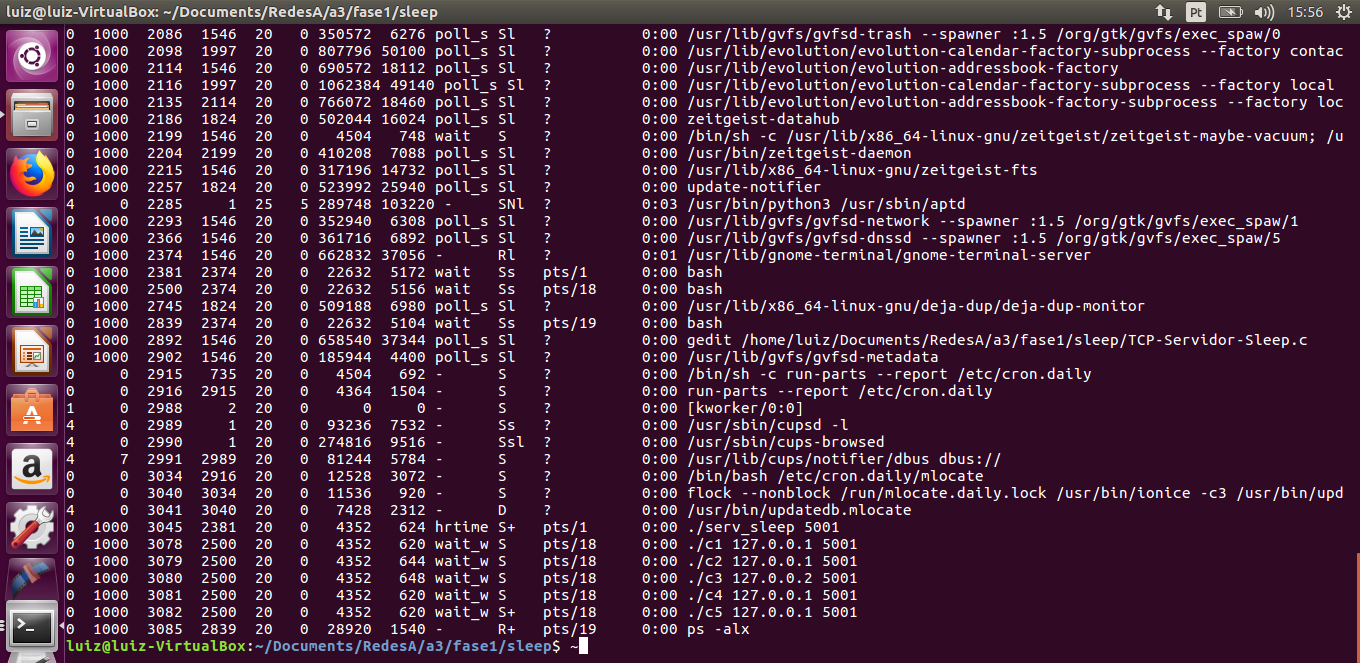 luiz@luiz-VirtualBox: ~/Documents/RedesA/a3/fase1/sleep Pt 15:56
0 1000 2086 1546 20 0 350572 6276 poll_s Sl ? 0:00 /usr/lib/gvfs/gvfsd-trash --spawner :1.5 /org/gtk/gvfs/exec_spaw/0
0 1000 2098 1997 20 0 807796 50100 poll_s Sl ? 0:00 /usr/lib/evolution/evolution-calendar-factory-subprocess --factory contac
0 1000 2114 1546 20 0 690572 18112 poll_s Sl ? 0:00 /usr/lib/evolution/evolution-addressbook-factory
0 1000 2116 1997 20 0 1062384 49140 poll_s Sl ? 0:00 /usr/lib/evolution/evolution-calendar-factory-subprocess --factory local
0 1000 2135 2114 20 0 766072 18460 poll_s Sl ? 0:00 /usr/lib/evolution/evolution-addressbook-factory-subprocess --factory loc
0 1000 2186 1824 20 0 502044 16024 poll_s Sl ? 0:00 zeitgeist-datahub
0 1000 2199 1546 20 0 4504 748 wait S ? 0:00 /bin/sh -c /usr/lib/x86_64-linux-gnu/zeitgeist/zeitgeist-maybe-vacuum; /u
0 1000 2204 2199 20 0 410208 7088 poll_s Sl ? 0:00 /usr/bin/zeitgeist-daemon
0 1000 2215 1546 20 0 317196 14732 poll_s Sl ? 0:00 /usr/lib/x86_64-linux-gnu/zeitgeist-fts
0 1000 2257 1824 20 0 523992 25940 poll_s Sl ? 0:00 update-notifier
4 0 2285 1 25 5 289748 103220 - SNl ? 0:03 /usr/bin/python3 /usr/sbin/aptd
0 1000 2293 1546 20 0 352940 6308 poll_s Sl ? 0:00 /usr/lib/gvfs/gvfsd-network --spawner :1.5 /org/gtk/gvfs/exec_spaw/1
0 1000 2366 1546 20 0 361716 6892 poll_s Sl ? 0:00 /usr/lib/gvfs/gvfsd-dnssd --spawner :1.5 /org/gtk/gvfs/exec_spaw/5
0 1000 2374 1546 20 0 662832 37056 - Rl ? 0:01 /usr/lib/gnome-terminal/gnome-terminal-server
0 1000 2381 2374 20 0 22632 5172 wait Ss pts/1 0:00 bash
0 1000 2500 2374 20 0 22632 5156 wait Ss pts/18 0:00 bash
0 1000 2745 1824 20 0 509188 6980 poll_s Sl ? 0:00 /usr/lib/x86_64-linux-gnu/deja-dup/deja-dup-monitor
0 1000 2839 2374 20 0 22632 5104 wait Ss pts/19 0:00 bash
0 1000 2892 1546 20 0 658540 37344 poll_s Sl ? 0:00 gedit /home/luiz/Documents/RedesA/a3/fase1/sleep/TCP-Servidor-Sleep.c
0 1000 2902 1546 20 0 185944 4400 poll_s Sl ? 0:00 /usr/lib/gvfs/gvfsd-metadata
0 0 2915 735 20 0 4504 692 - S ? 0:00 /bin/sh -c run-parts --report /etc/cron.daily
0 0 2916 2915 20 0 4364 1504 - S ? 0:00 run-parts --report /etc/cron.daily
1 0 2988 2 20 0 0 0 - S ? 0:00 [kworker/0:0]
4 0 2989 1 20 0 93236 7532 - Ss ? 0:00 /usr/sbin/cupsd -l
4 0 2990 1 20 0 274816 9516 - Ssl ? 0:00 /usr/sbin/cups-browsed
4 7 2991 2989 20 0 81244 5784 - S ? 0:00 /usr/lib/cups/notifier/dbus dbus://
0 0 3034 2916 20 0 12528 3072 - S ? 0:00 /bin/bash /etc/cron.daily/mlocate
0 0 3040 3034 20 0 11536 920 - S ? 0:00 flock --nonblock /run/mlocate.daily.lock /usr/bin/ionice -c3 /usr/bin/upd
4 0 3041 3040 20 0 7428 2312 - D ? 0:00 /usr/bin/updatedb.mlocate
0 1000 3045 2381 20 0 4352 624 hrtime S+ pts/1 0:00 ./serv_sleep 5001
0 1000 3078 2500 20 0 4352 620 wait_w S pts/18 0:00 ./c1 127.0.0.1 5001
0 1000 3079 2500 20 0 4352 644 wait_w S pts/18 0:00 ./c2 127.0.0.1 5001
0 1000 3080 2500 20 0 4352 648 wait_w S pts/18 0:00 ./c3 127.0.0.2 5001
0 1000 3081 2500 20 0 4352 620 wait_w S pts/18 0:00 ./c4 127.0.0.1 5001
0 1000 3082 2500 20 0 4352 620 wait_w S+ pts/18 0:00 ./c5 127.0.0.1 5001
0 1000 3085 2839 20 0 28920 1540 - R+ pts/19 0:00 ps -alx
luiz@luiz-VirtualBox:~/Documents/RedesA/a3/fase1/sleep$ ~